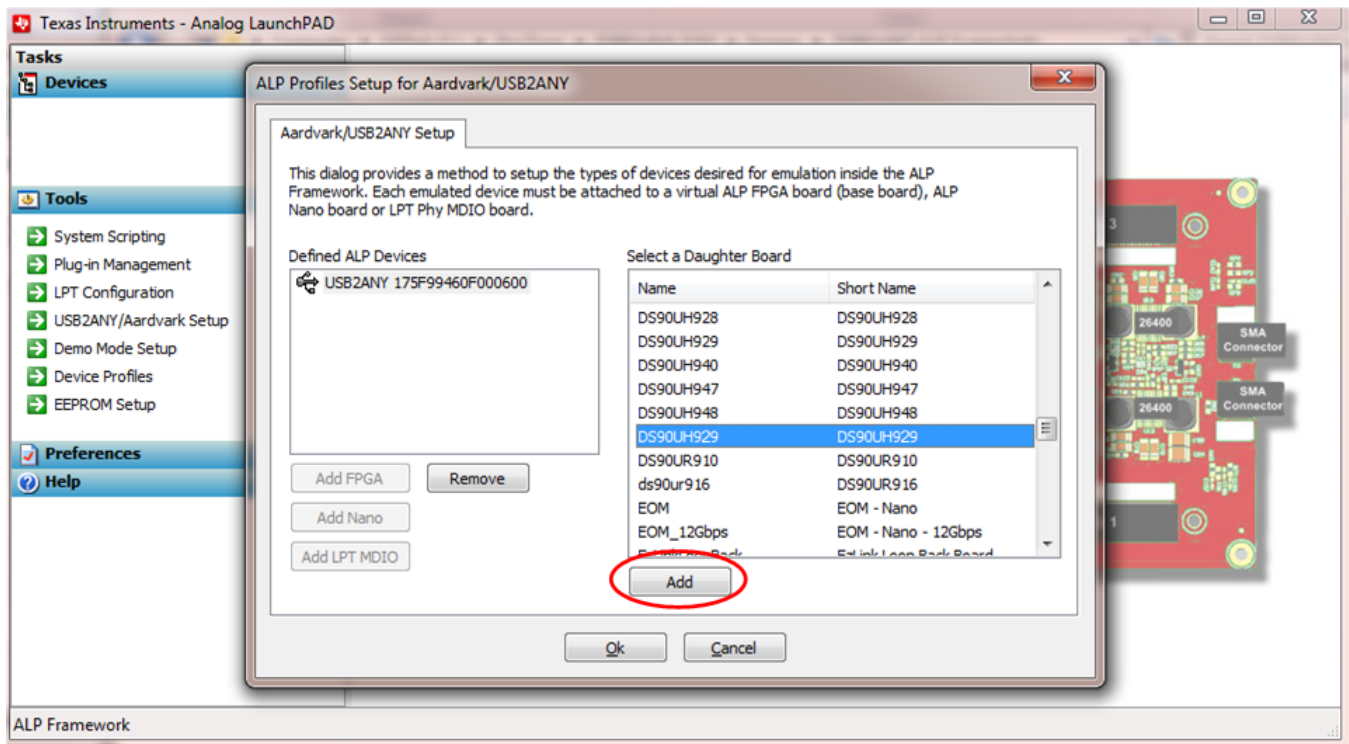 Texas Instruments - Analog LaunchPAD
Tasks
Devices
Tools
System Scripting
Plug-in Management
LPT Configuration
USB2ANY/Aardvark Setup
Demo Mode Setup
Device Profiles
EEPROM Setup
Preferences
Help
ALP Profiles Setup for Aardvark/USB2ANY
Aardvark/USB2ANY Setup
This dialog provides a method to setup the types of devices desired for emulation inside the ALP
Framework. Each emulated device must be attached to a virtual ALP FPGA board (base board), ALP
Nano board or LPT Phy MDIO board.
Defined ALP Devices
USB2ANY 175F99460F000600
Add FPGA Remove
Add Nano
Add LPT MDIO
Select a Daughter Board
Name Short Name
DS90UH928 DS90UH928
DS90UH929 DS90UH929
DS90UH940 DS90UH940
DS90UH947 DS90UH947
DS90UH948 DS90UH948
DS90UH929 DS90UH929
DS90UR910 DS90UR910
ds90ur916 DS90UR916
EOM EOM - Nano
EOM_12Gbps EOM - Nano - 12Gbps
EzLink Loop Back Board
Add
Ok Cancel
3
26400
SMA
Connector
SMA
Connector
26400
1
ALP Framework